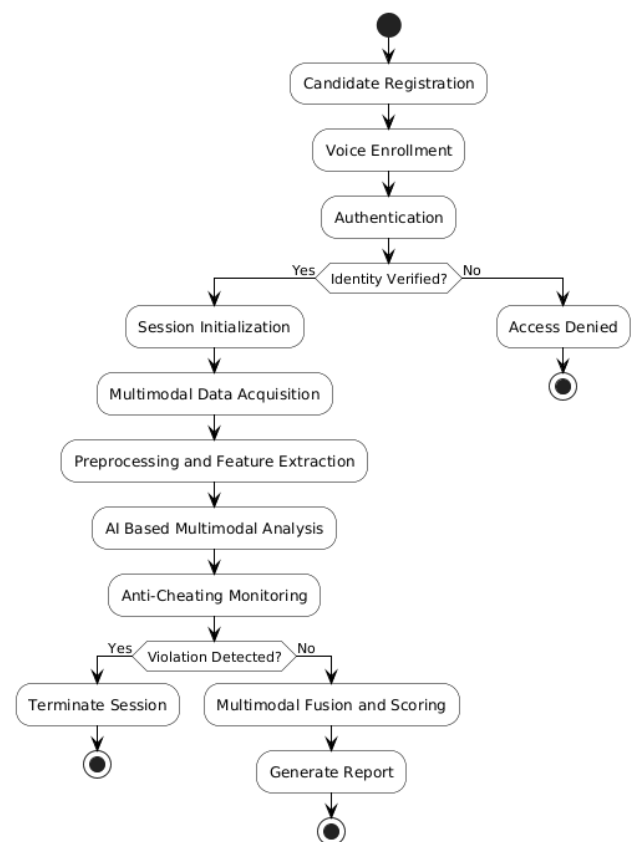 Candidate Registration
Voice Enrollment
Authentication
Yes
Identity Verified?
No
Session Initialization
Access Denied
Multimodal Data Acquisition
Preprocessing and Feature Extraction
AI Based Multimodal Analysis
Anti-Cheating Monitoring
Yes
Violation Detected?
No
Terminate Session
Multimodal Fusion and Scoring
Generate Report